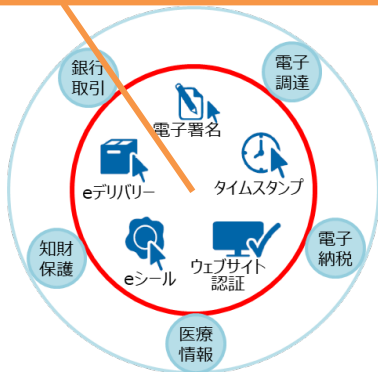 銀行
取引
電子
調達
電子署名
eデリバリー
タイムスタンプ
知財
保護
eシール
ウェブサイト
認証
電子
納税
医療
情報